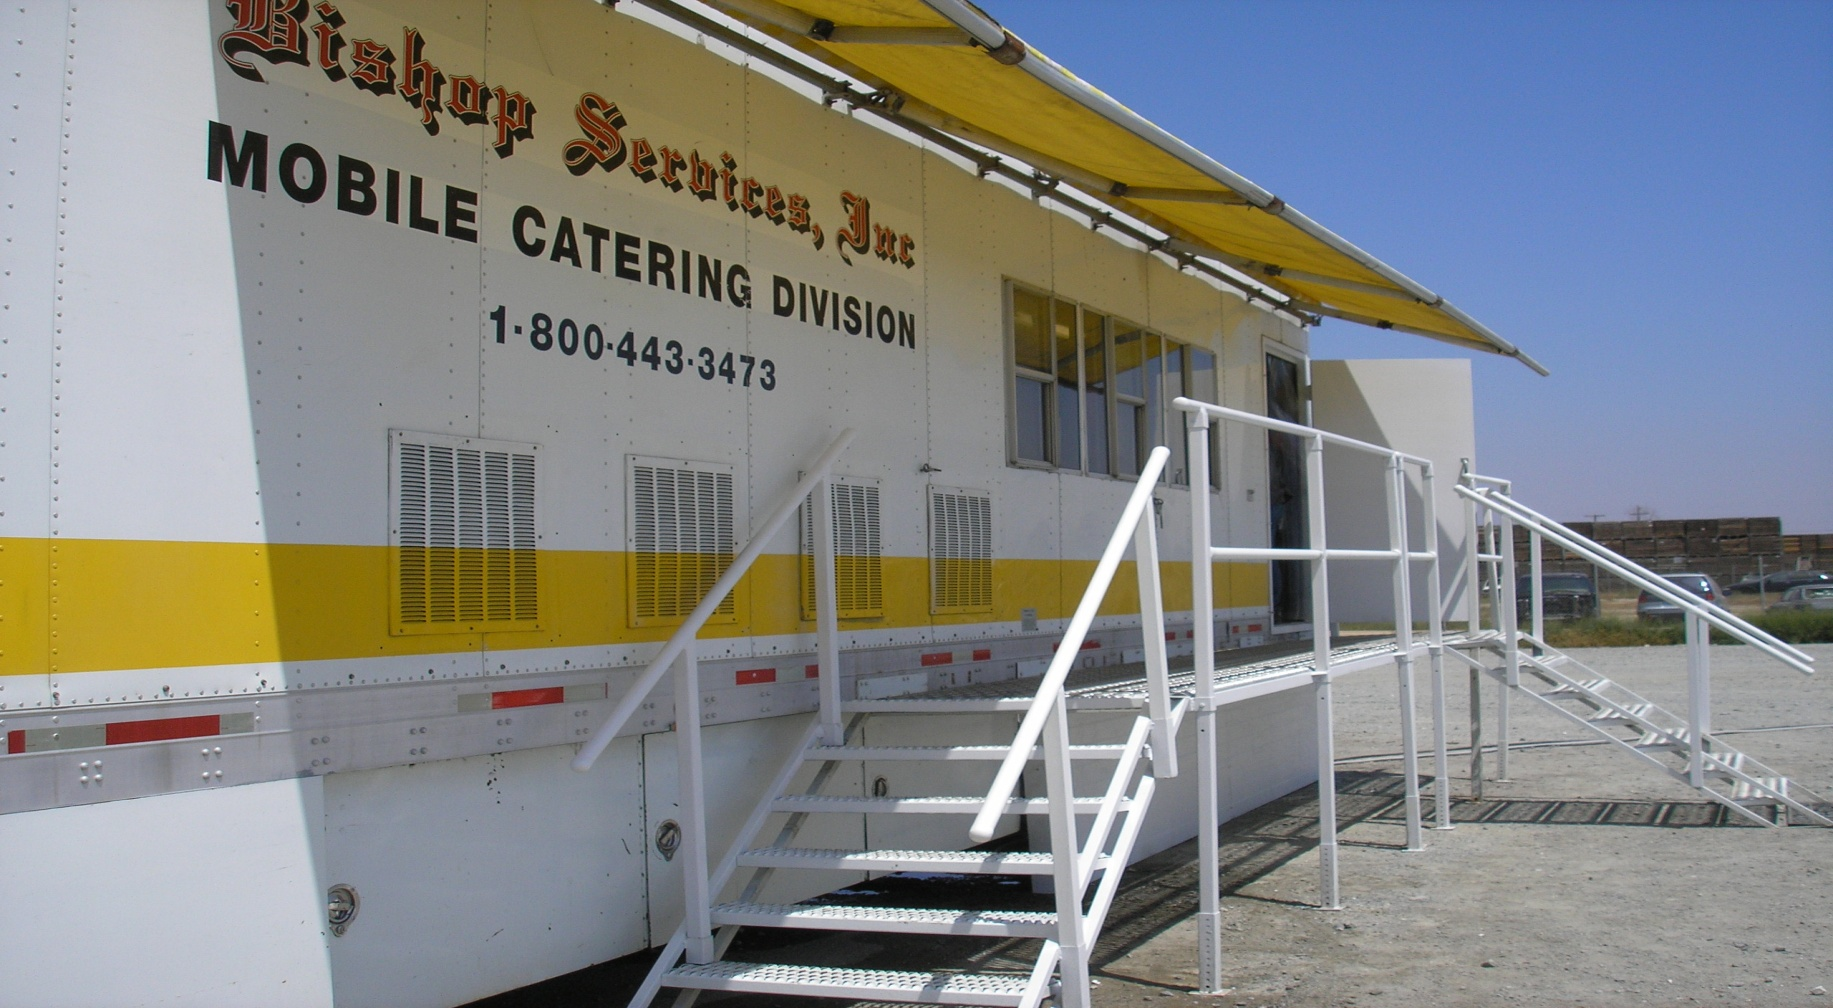 Bishop Services, Inc
MOBILE CATERING DIVISION
1-800-443-3473